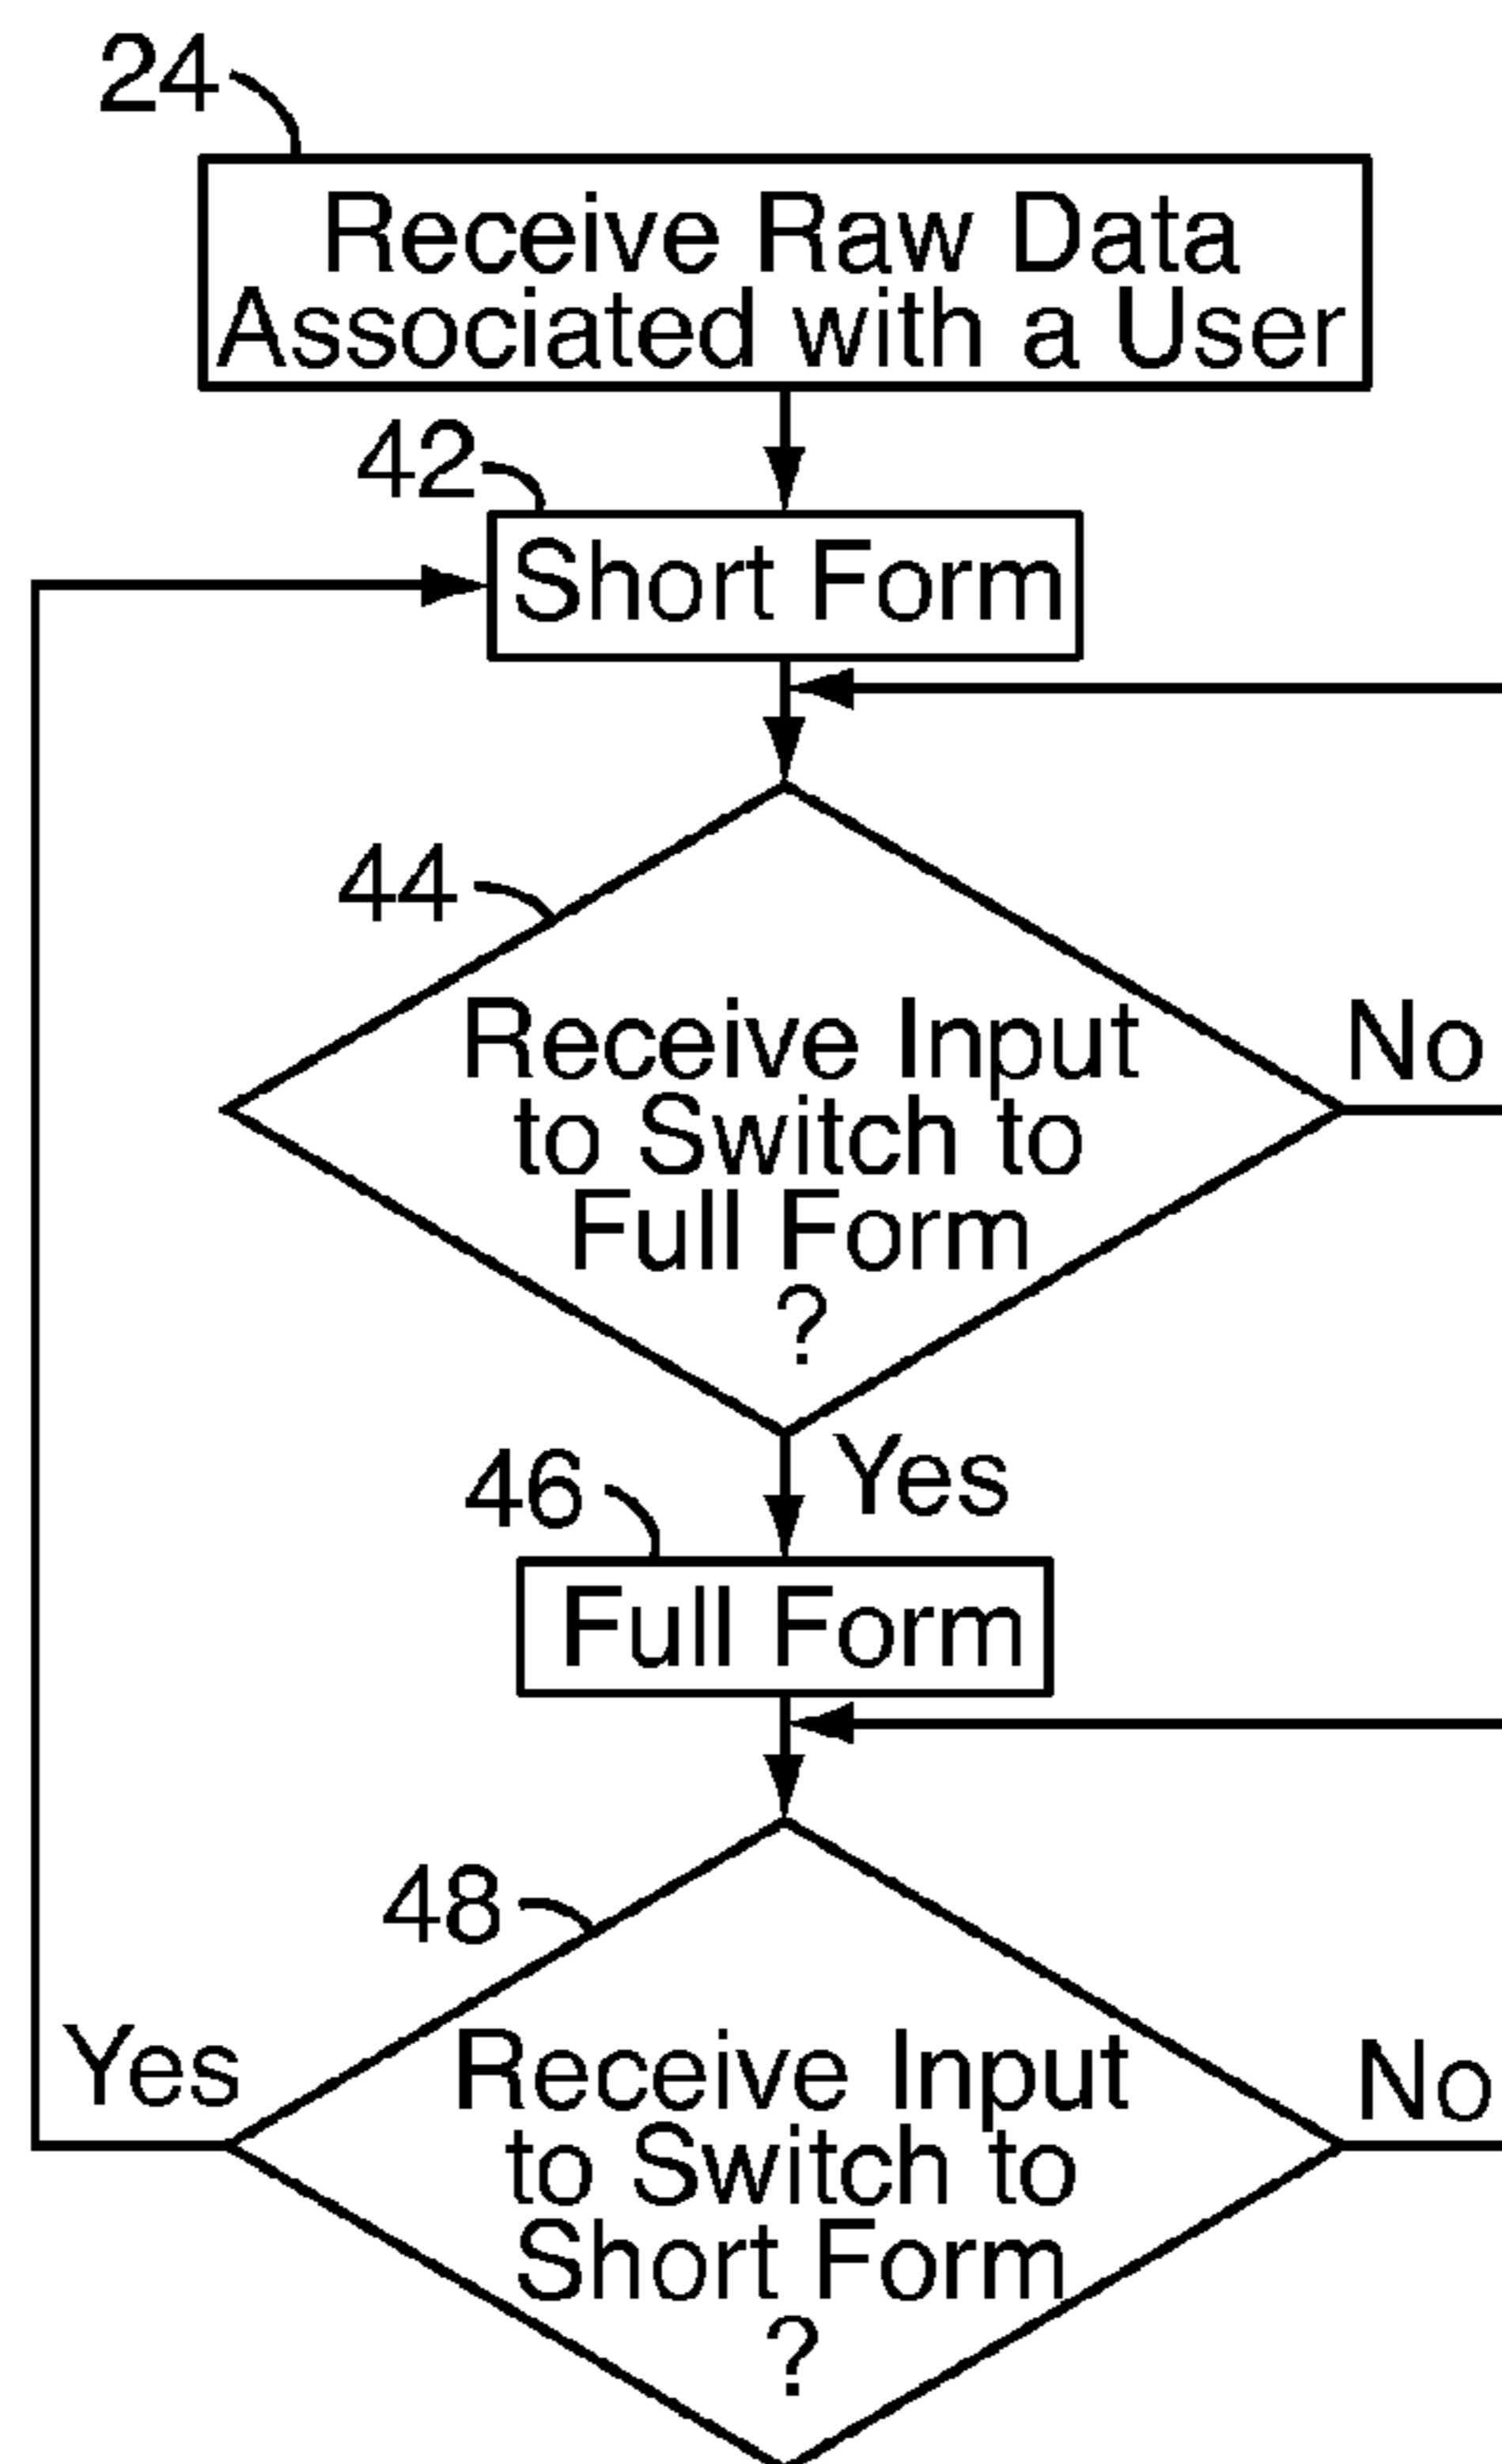 24
Receive Raw Data
Associated with a User
42
Short Form
44
Receive Input
to Switch to
Full Form
?
No
Yes
46
Full Form
48
Yes
Receive Input
to Switch to
Short Form
?
No